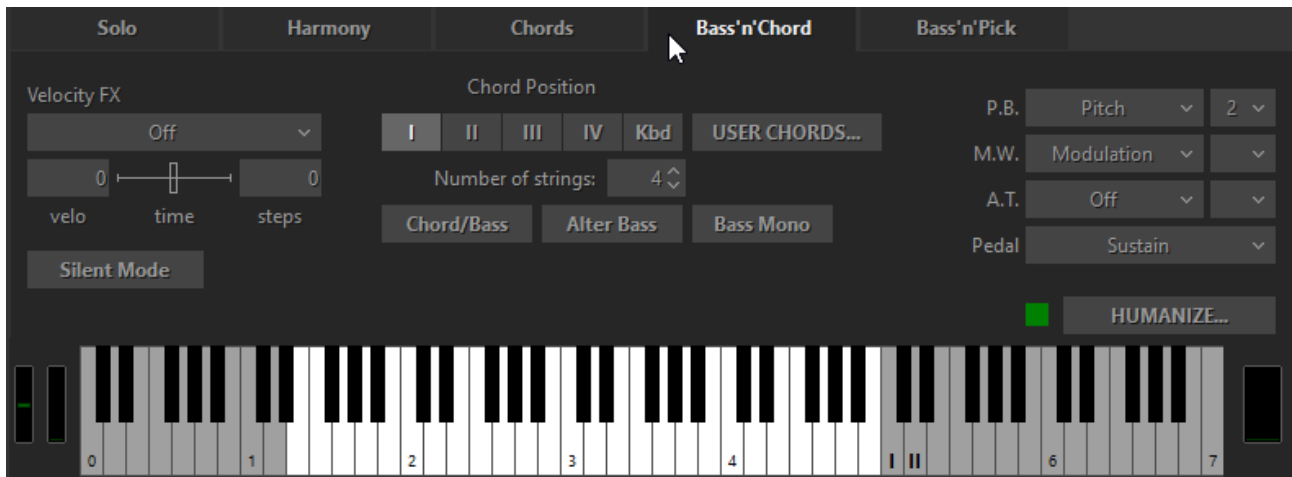 Solo Harmony Chords Bass'n'Chord Bass'n'Pick
Velocity FX
Off
0 0
velo time steps
Silent Mode
Chord Position
I II III IV Kbd USER CHORDS...
Number of strings: 4
Chord/Bass Alter Bass Bass Mono
P.B. Pitch 2
M.W. Modulation
A.T. Off
Pedal Sustain
HUMANIZE...
0 1 2 3 4 I II 6 7